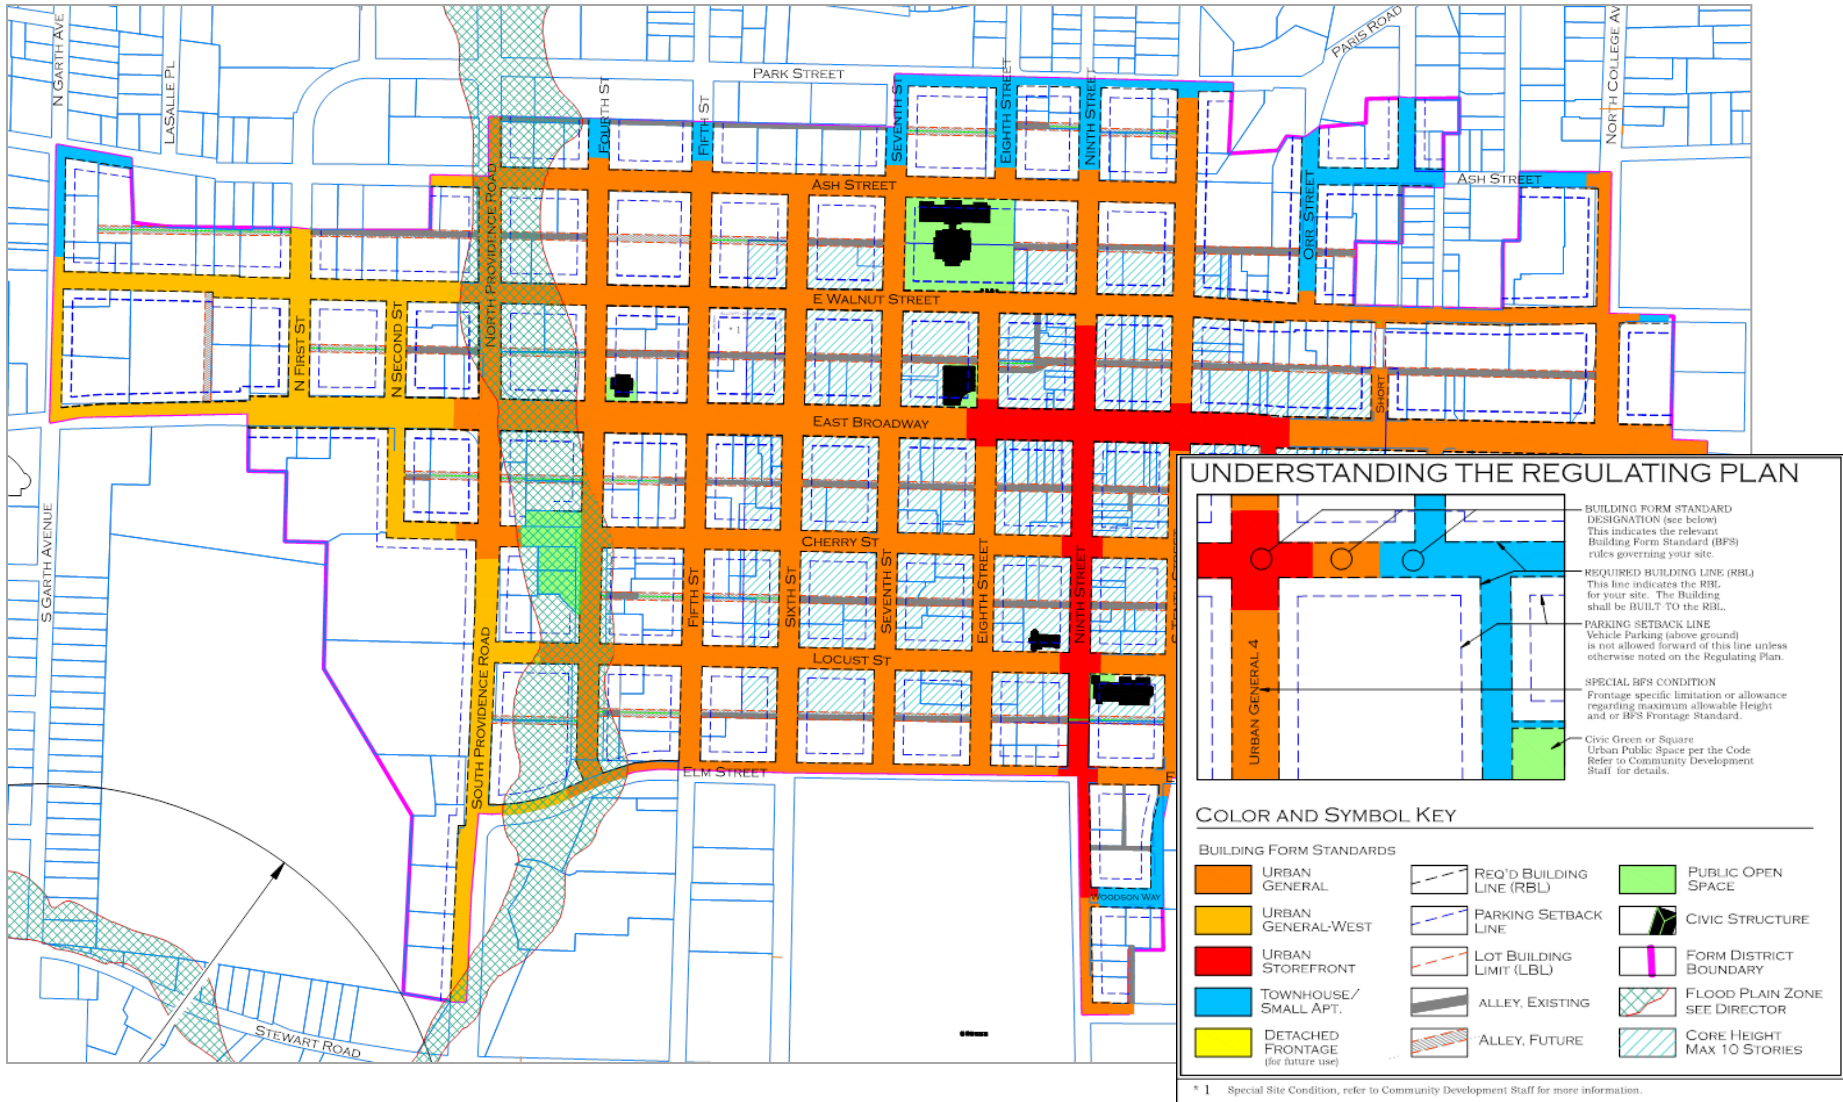 N GARTH AVE
LASALLE PL
PARK STREET
PARIS ROAD
NORTH COLLEGE AV
FOURTH ST
FIFTH ST
SEVENTH ST
EIGHTH STREET
NINTH STREET
ASH STREET
ASH STREET
ORR STREET
NORTH PROVIDENCE ROAD
E WALNUT STREET
N FIRST ST
N SECOND ST
* 1
SHORT
EAST BROADWAY
S GARTH AVENUE
CHERRY ST
FIFTH ST
SIXTH ST
SEVENTH ST
EIGHTH STREET
NINTH STREET
LOCUST ST
SOUTH PROVIDENCE ROAD
ELM STREET
E
WOODSON WAY
STEWART ROAD
UNDERSTANDING THE REGULATING PLAN
URBAN GENERAL 4
BUILDING FORM STANDARD
DESIGNATION (see below)
This indicates the relevant
Building Form Standard (BFS)
rules governing your site.
REQUIRED BUILDING LINE (RBL)
This line indicates the RBL
for your site. The Building
shall be BUILT-TO the RBL.
PARKING SETBACK LINE
Vehicle Parking (above ground)
is not allowed forward of this line unless
otherwise noted on the Regulating Plan.
SPECIAL BFS CONDITION
Frontage specific limitation or allowance
regarding maximum allowable Height
and or BFS Frontage Standard.
Civic Green or Square
Urban Public Space per the Code
Refer to Community Development
Staff for details.
COLOR AND SYMBOL KEY
BUILDING FORM STANDARDS
URBAN
GENERAL
URBAN
GENERAL-WEST
URBAN
STOREFRONT
TOWNHOUSE/
SMALL APT.
DETACHED
FRONTAGE
(for future use)
REQ'D BUILDING
LINE (RBL)
PARKING SETBACK
LINE
LOT BUILDING
LIMIT (LBL)
ALLEY, EXISTING
ALLEY, FUTURE
PUBLIC OPEN
SPACE
CIVIC STRUCTURE
FORM DISTRICT
BOUNDARY
FLOOD PLAIN ZONE
SEE DIRECTOR
CORE HEIGHT
MAX 10 STORIES
* 1 Special Site Condition, refer to Community Development Staff for more information.